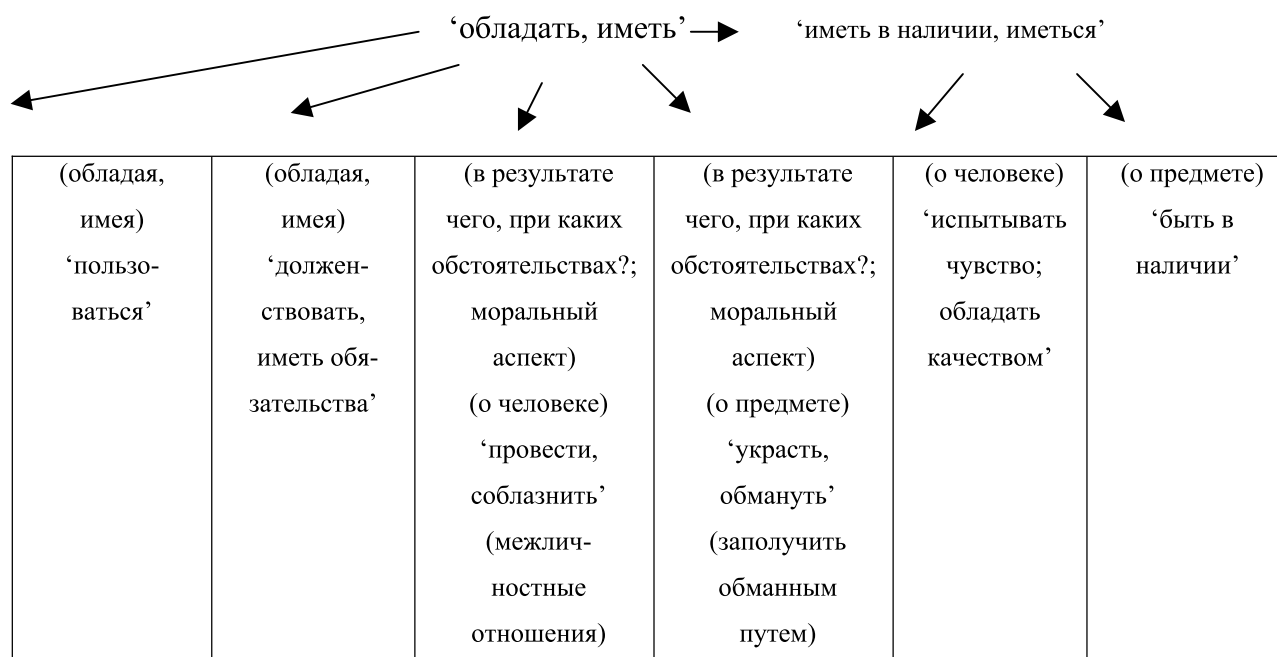 ‘обладать, иметь’ ‘иметь в наличии, иметься’
(обладая,
имея)
‘пользо-
ваться’
(обладая,
имея)
‘должен-
ствовать,
иметь обя-
зательства’
(в результате
чего, при каких
обстоятельствах?;
моральный
аспект)
(о человеке)
‘провести,
соблазнить’
(межлич-
ностные
отношения)
(в результате
чего, при каких
обстоятельствах?;
моральный
аспект)
(о предмете)
‘украсть,
обмануть’
(заполучить
обманным
путем)
(о человеке)
‘испытывать
чувство;
обладать
качеством’
(о предмете)
‘быть в
наличии’